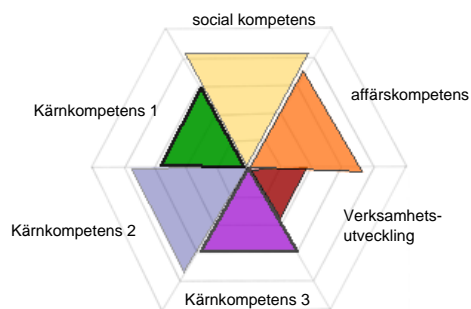 social kompetens
affärskompetens
Kärnkompetens 1
Kärnkompetens 2
Verksamhets-
utveckling
Kärnkompetens 3